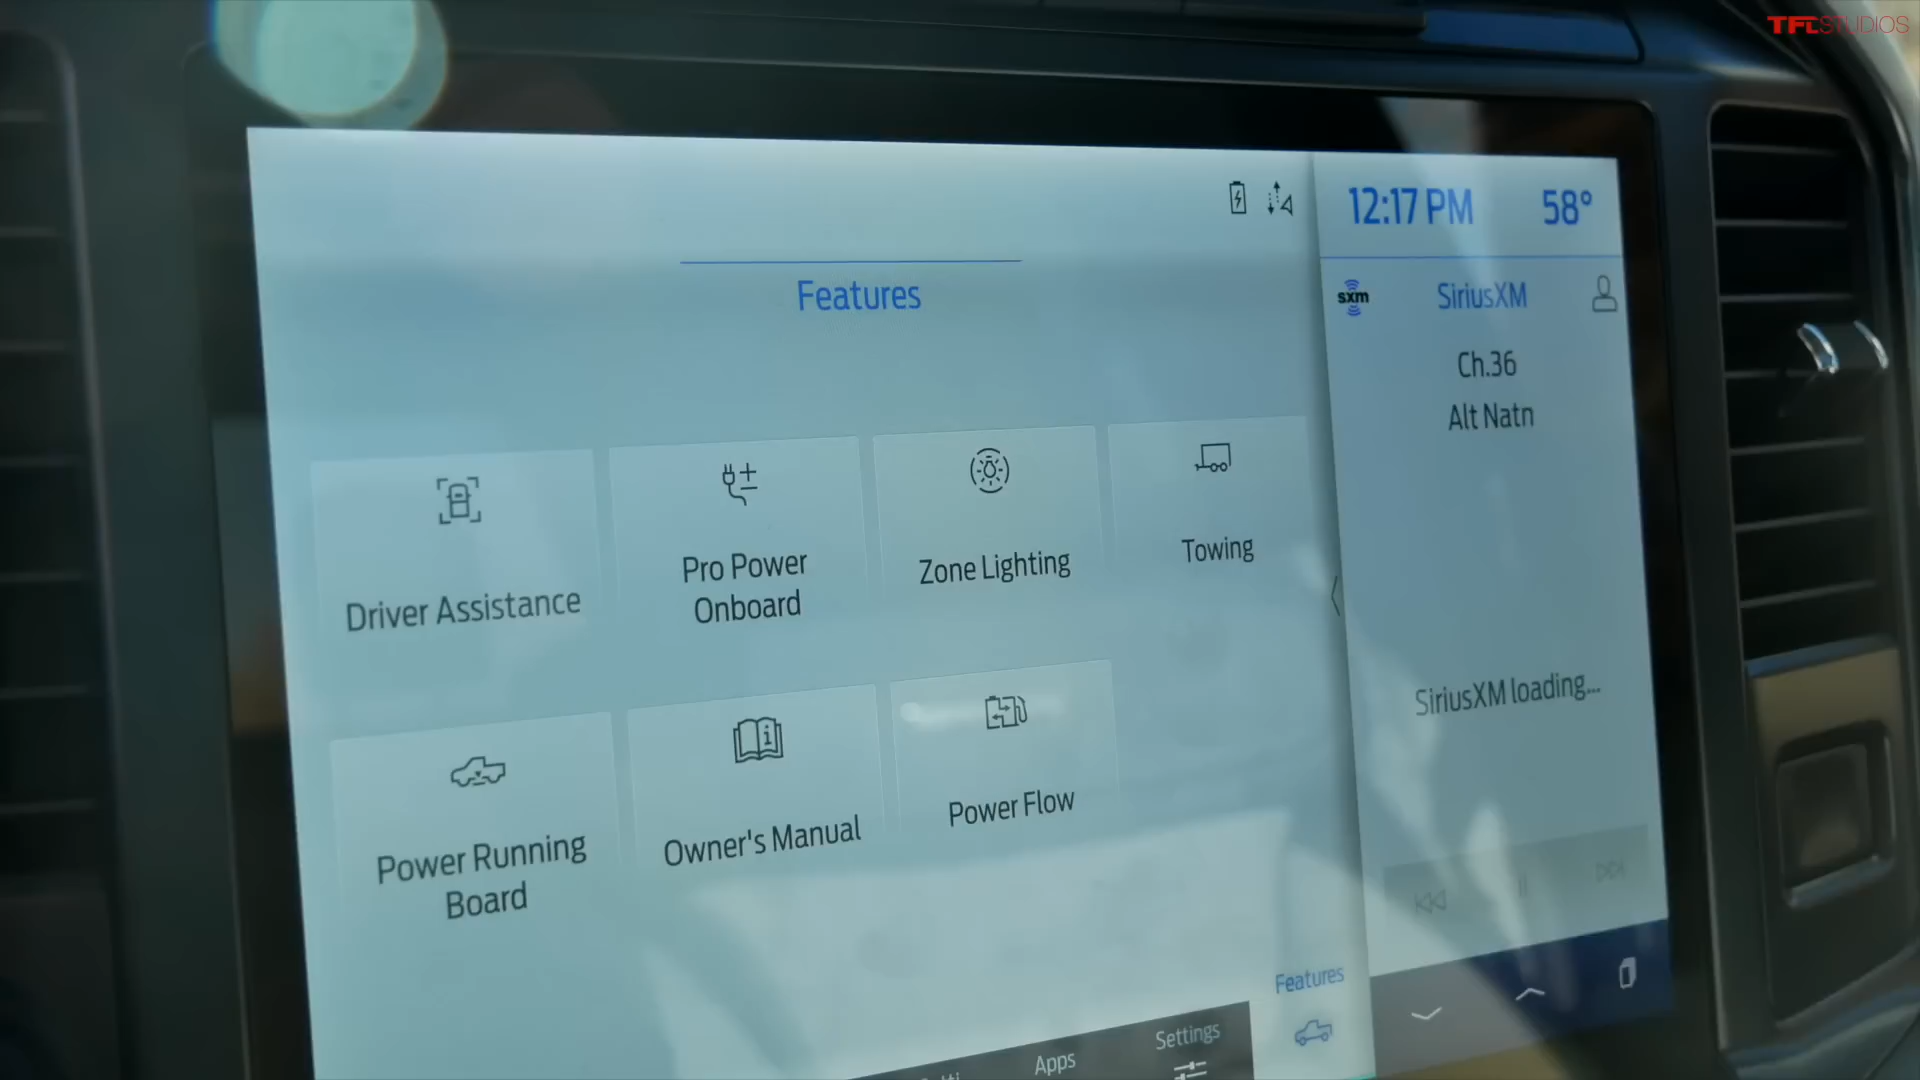 TFLSTUDIOS
12:17 PM 58°
Features
sxm SiriusXM
Ch.36
Alt Natn
Driver Assistance
Pro Power
Onboard
Zone Lighting
Towing
SiriusXM loading...
Power Running
Board
Owner's Manual
Power Flow
Apps
Settings
Features